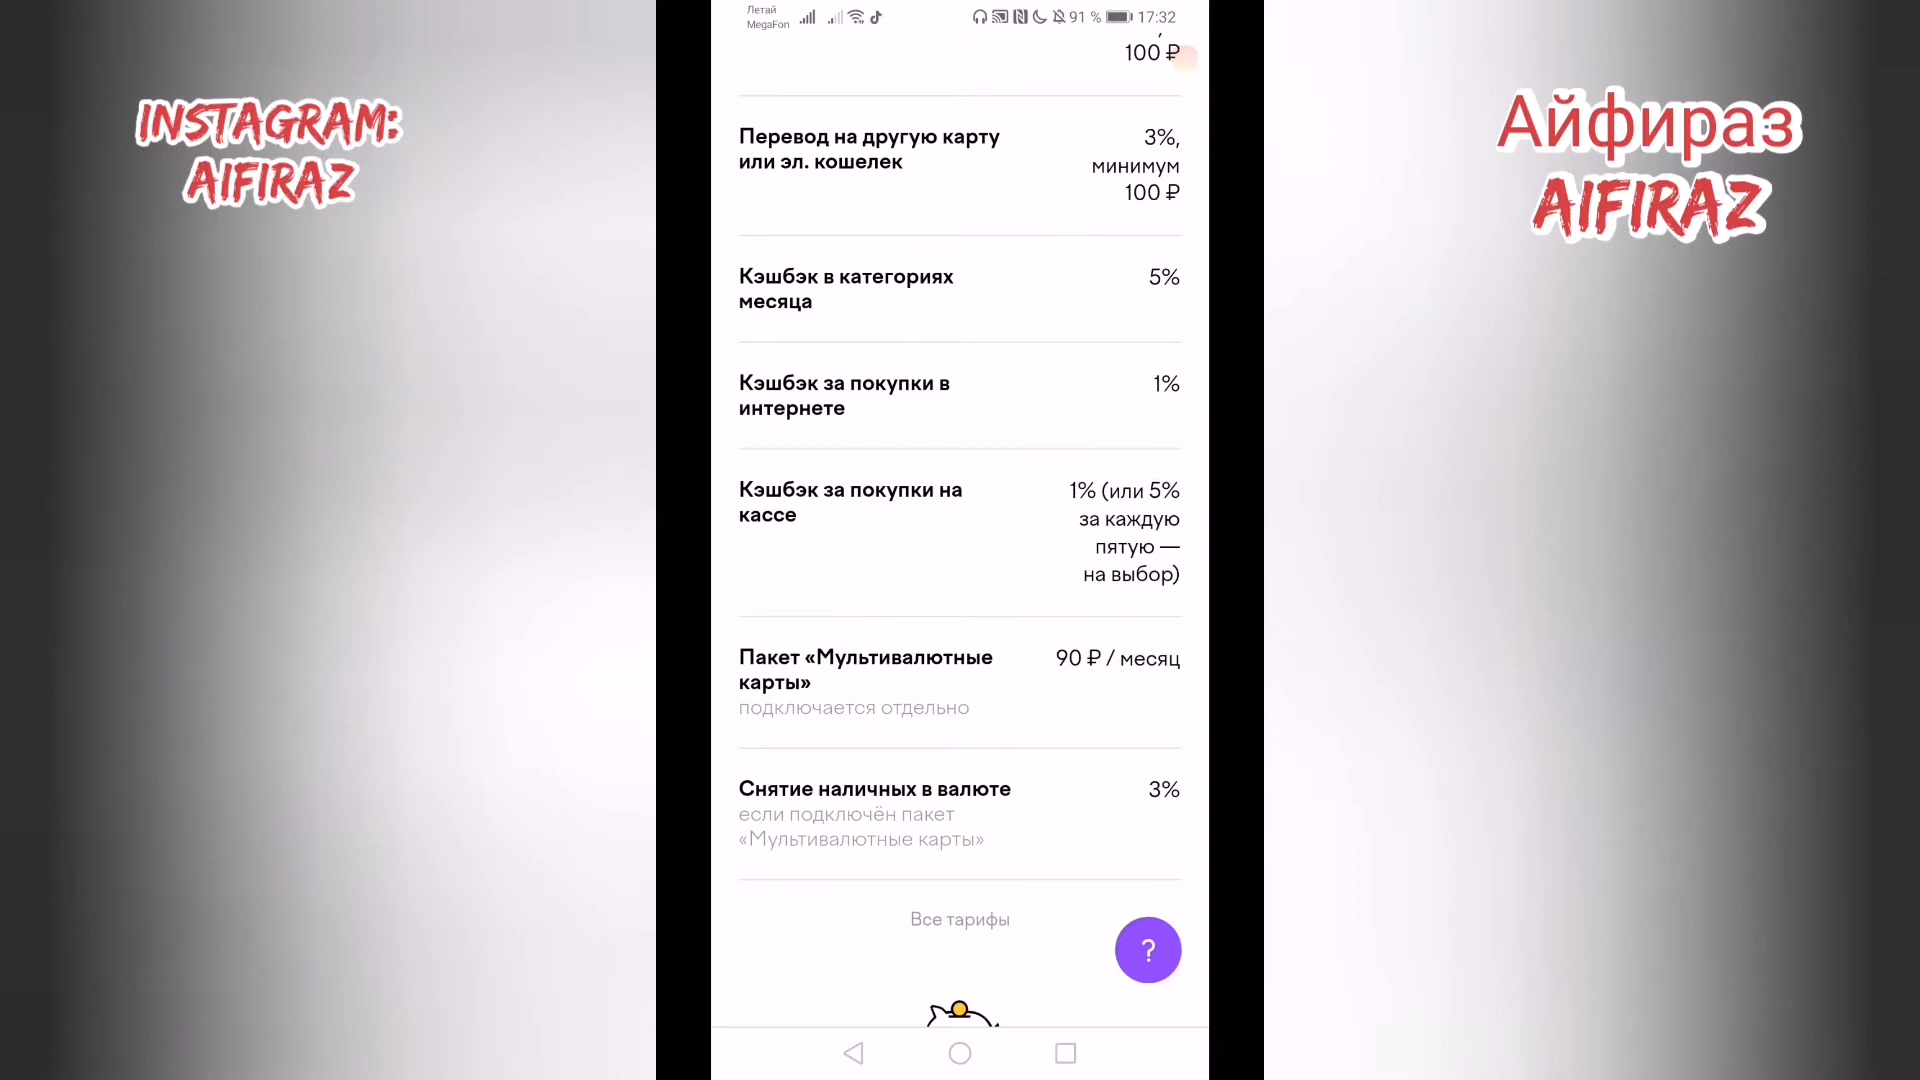 INSTAGRAM:
AIFIRAZ
Айфираз
AIFIRAZ
Летай
MegaFon
91 %
17:32
100 ₽
Перевод на другую карту
или эл. кошелек
3%,
минимум
100 ₽
Кэшбэк в категориях
месяца
5%
Кэшбэк за покупки в
интернете
1%
Кэшбэк за покупки на
кассе
1% (или 5%
за каждую
пятую —
на выбор)
Пакет «Мультивалютные
карты»
подключается отдельно
90 ₽ / месяц
Снятие наличных в валюте
если подключён пакет
«Мультивалютные карты»
3%
Все тарифы
?